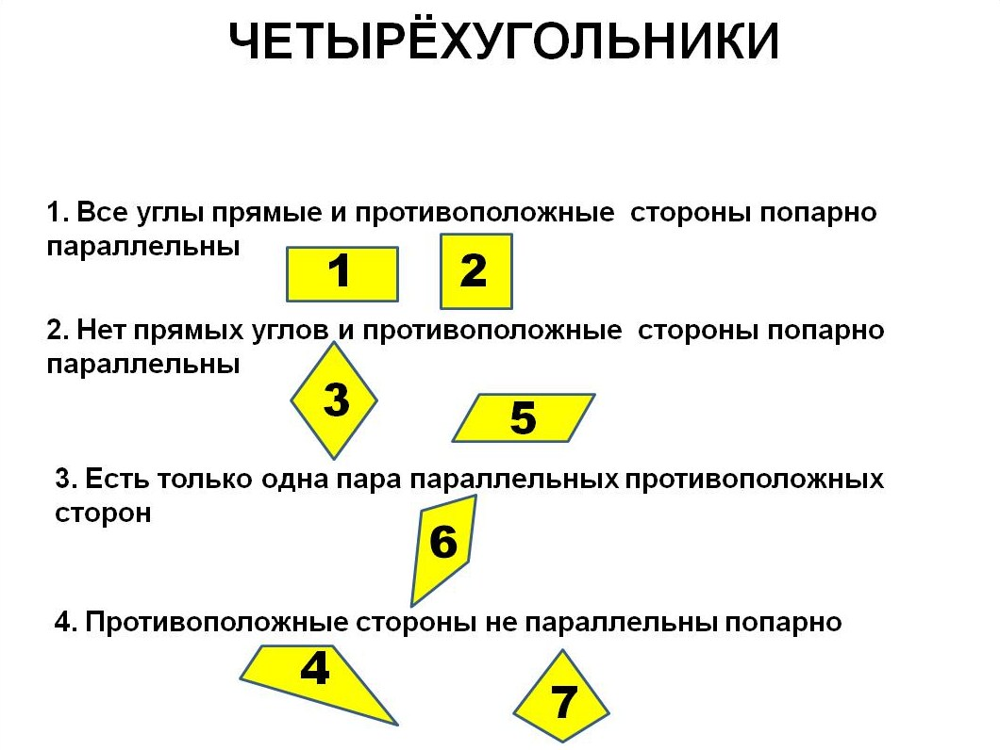 ЧЕТЫРЁХУГОЛЬНИКИ
1. Все углы прямые и противоположные стороны попарно
параллельны
1
2
2. Нет прямых углов и противоположные стороны попарно
параллельны
3
5
3. Есть только одна пара параллельных противоположных
сторон
6
4. Противоположные стороны не параллельны попарно
4
7